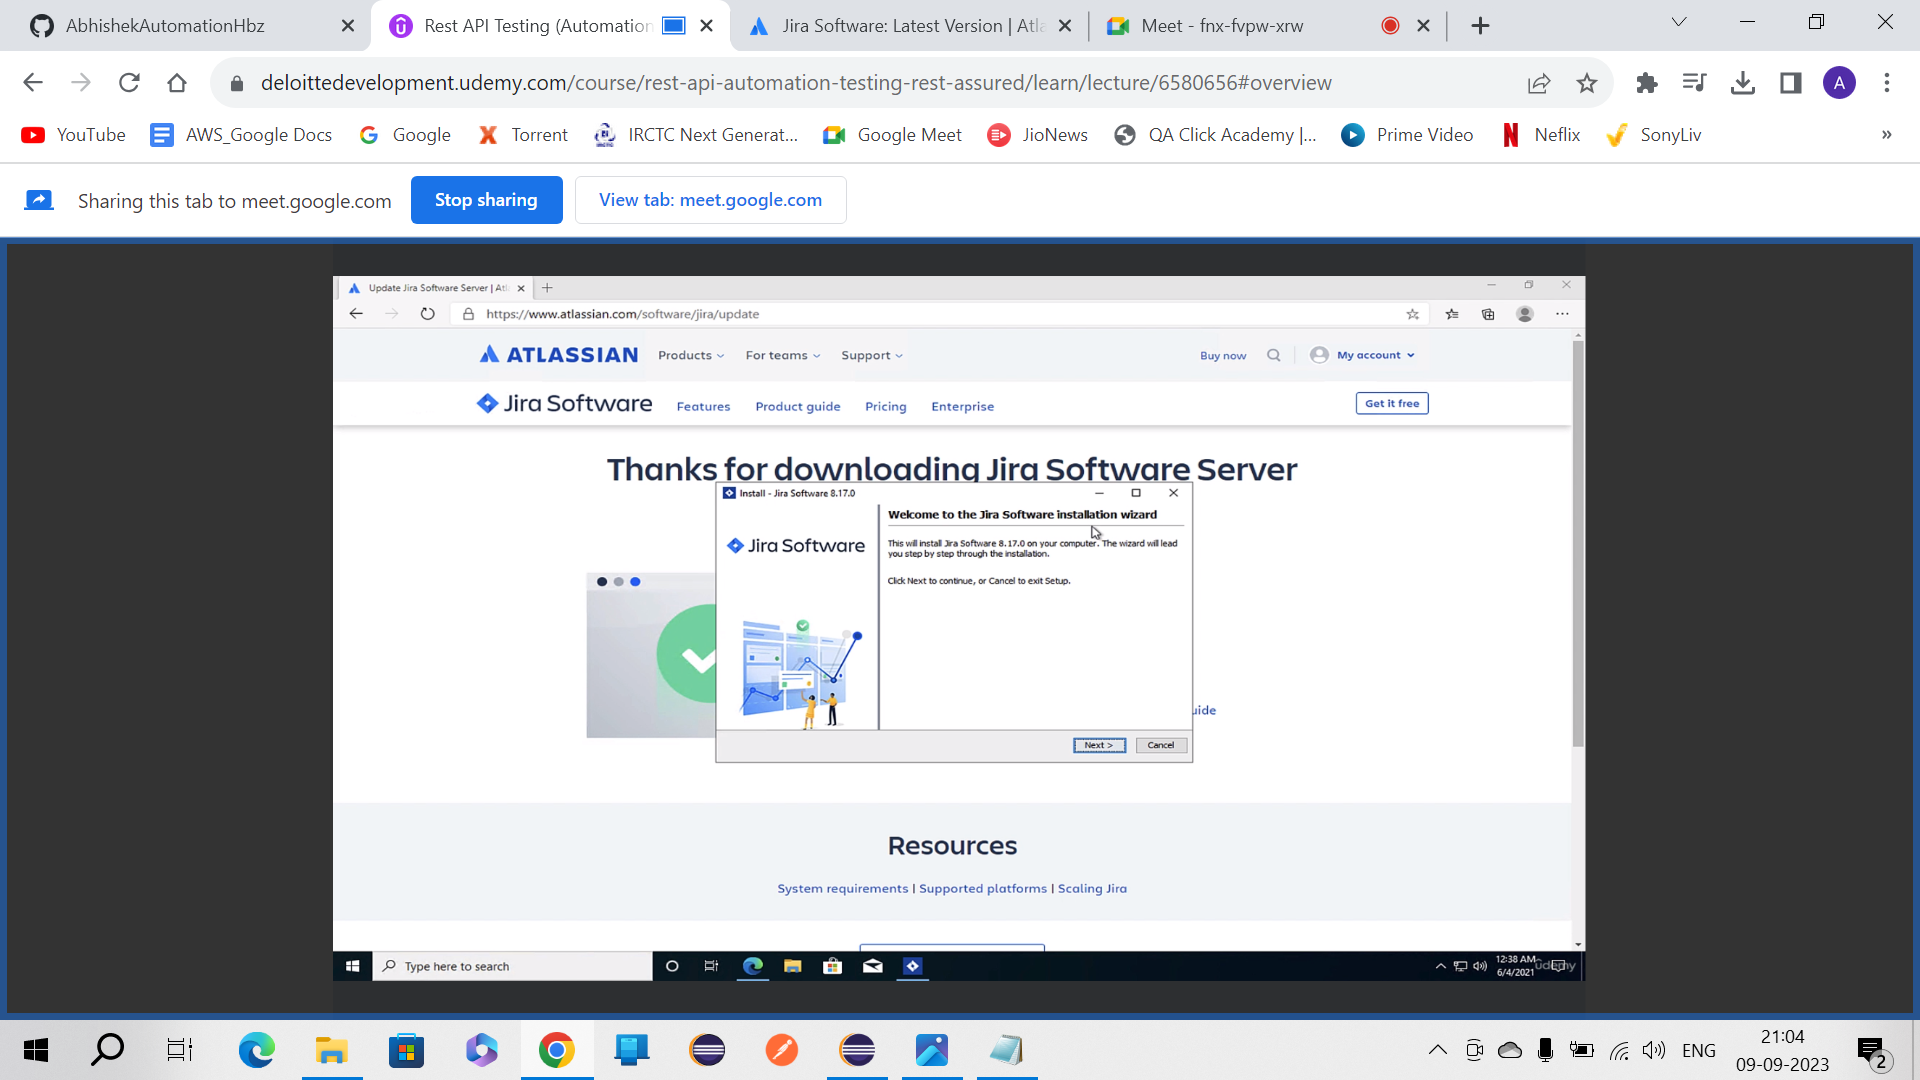 AbhishekAutomationHbz
Rest API Testing (Automation
Jira Software: Latest Version | Atla
Meet - fnx-fvpw-xrw
deloittedevelopment.udemy.com/course/rest-api-automation-testing-rest-assured/learn/lecture/6580656#overview
A
YouTube
AWS_Google Docs
Google
Torrent
IRCTC Next Generat...
Google Meet
JioNews
QA Click Academy |...
Prime Video
Neflix
SonyLiv
»
Sharing this tab to meet.google.com
Stop sharing
View tab: meet.google.com
Update Jira Software Server | Atl
https://www.atlassian.com/software/jira/update
ATLASSIAN
Products
For teams
Support
Buy now
My account
Jira Software
Features
Product guide
Pricing
Enterprise
Get it free
Thanks for downloading Jira Software Server
Install - Jira Software 8.17.0
Welcome to the Jira Software installation wizard
Jira Software
This will install Jira Software 8.17.0 on your computer. The wizard will lead
you step by step through the installation.
Click Next to continue, or Cancel to exit Setup.
uide
Next >
Cancel
Resources
System requirements | Supported platforms | Scaling Jira
Type here to search
12:38 AM
6/4/2021
udemy
ENG
21:04
09-09-2023
2